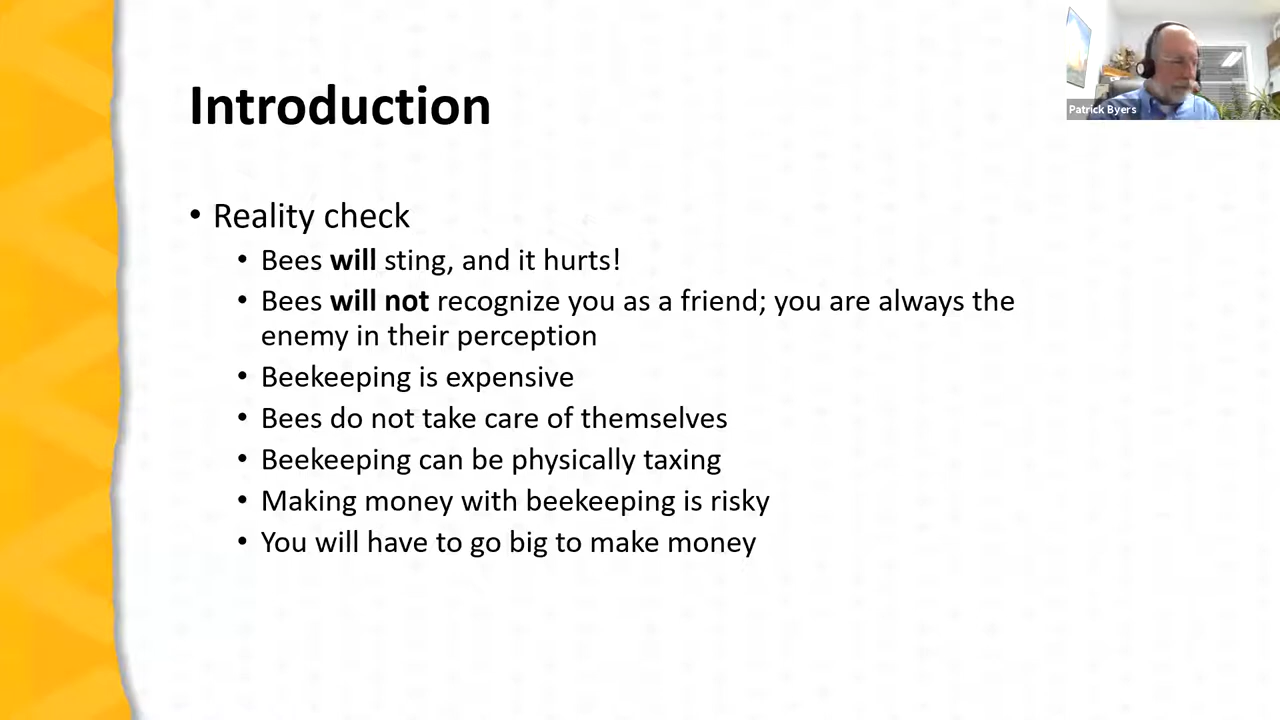 Patrick Byers
Introduction
• Reality check
• Bees will sting, and it hurts!
• Bees will not recognize you as a friend; you are always the
enemy in their perception
• Beekeeping is expensive
• Bees do not take care of themselves
• Beekeeping can be physically taxing
• Making money with beekeeping is risky
• You will have to go big to make money